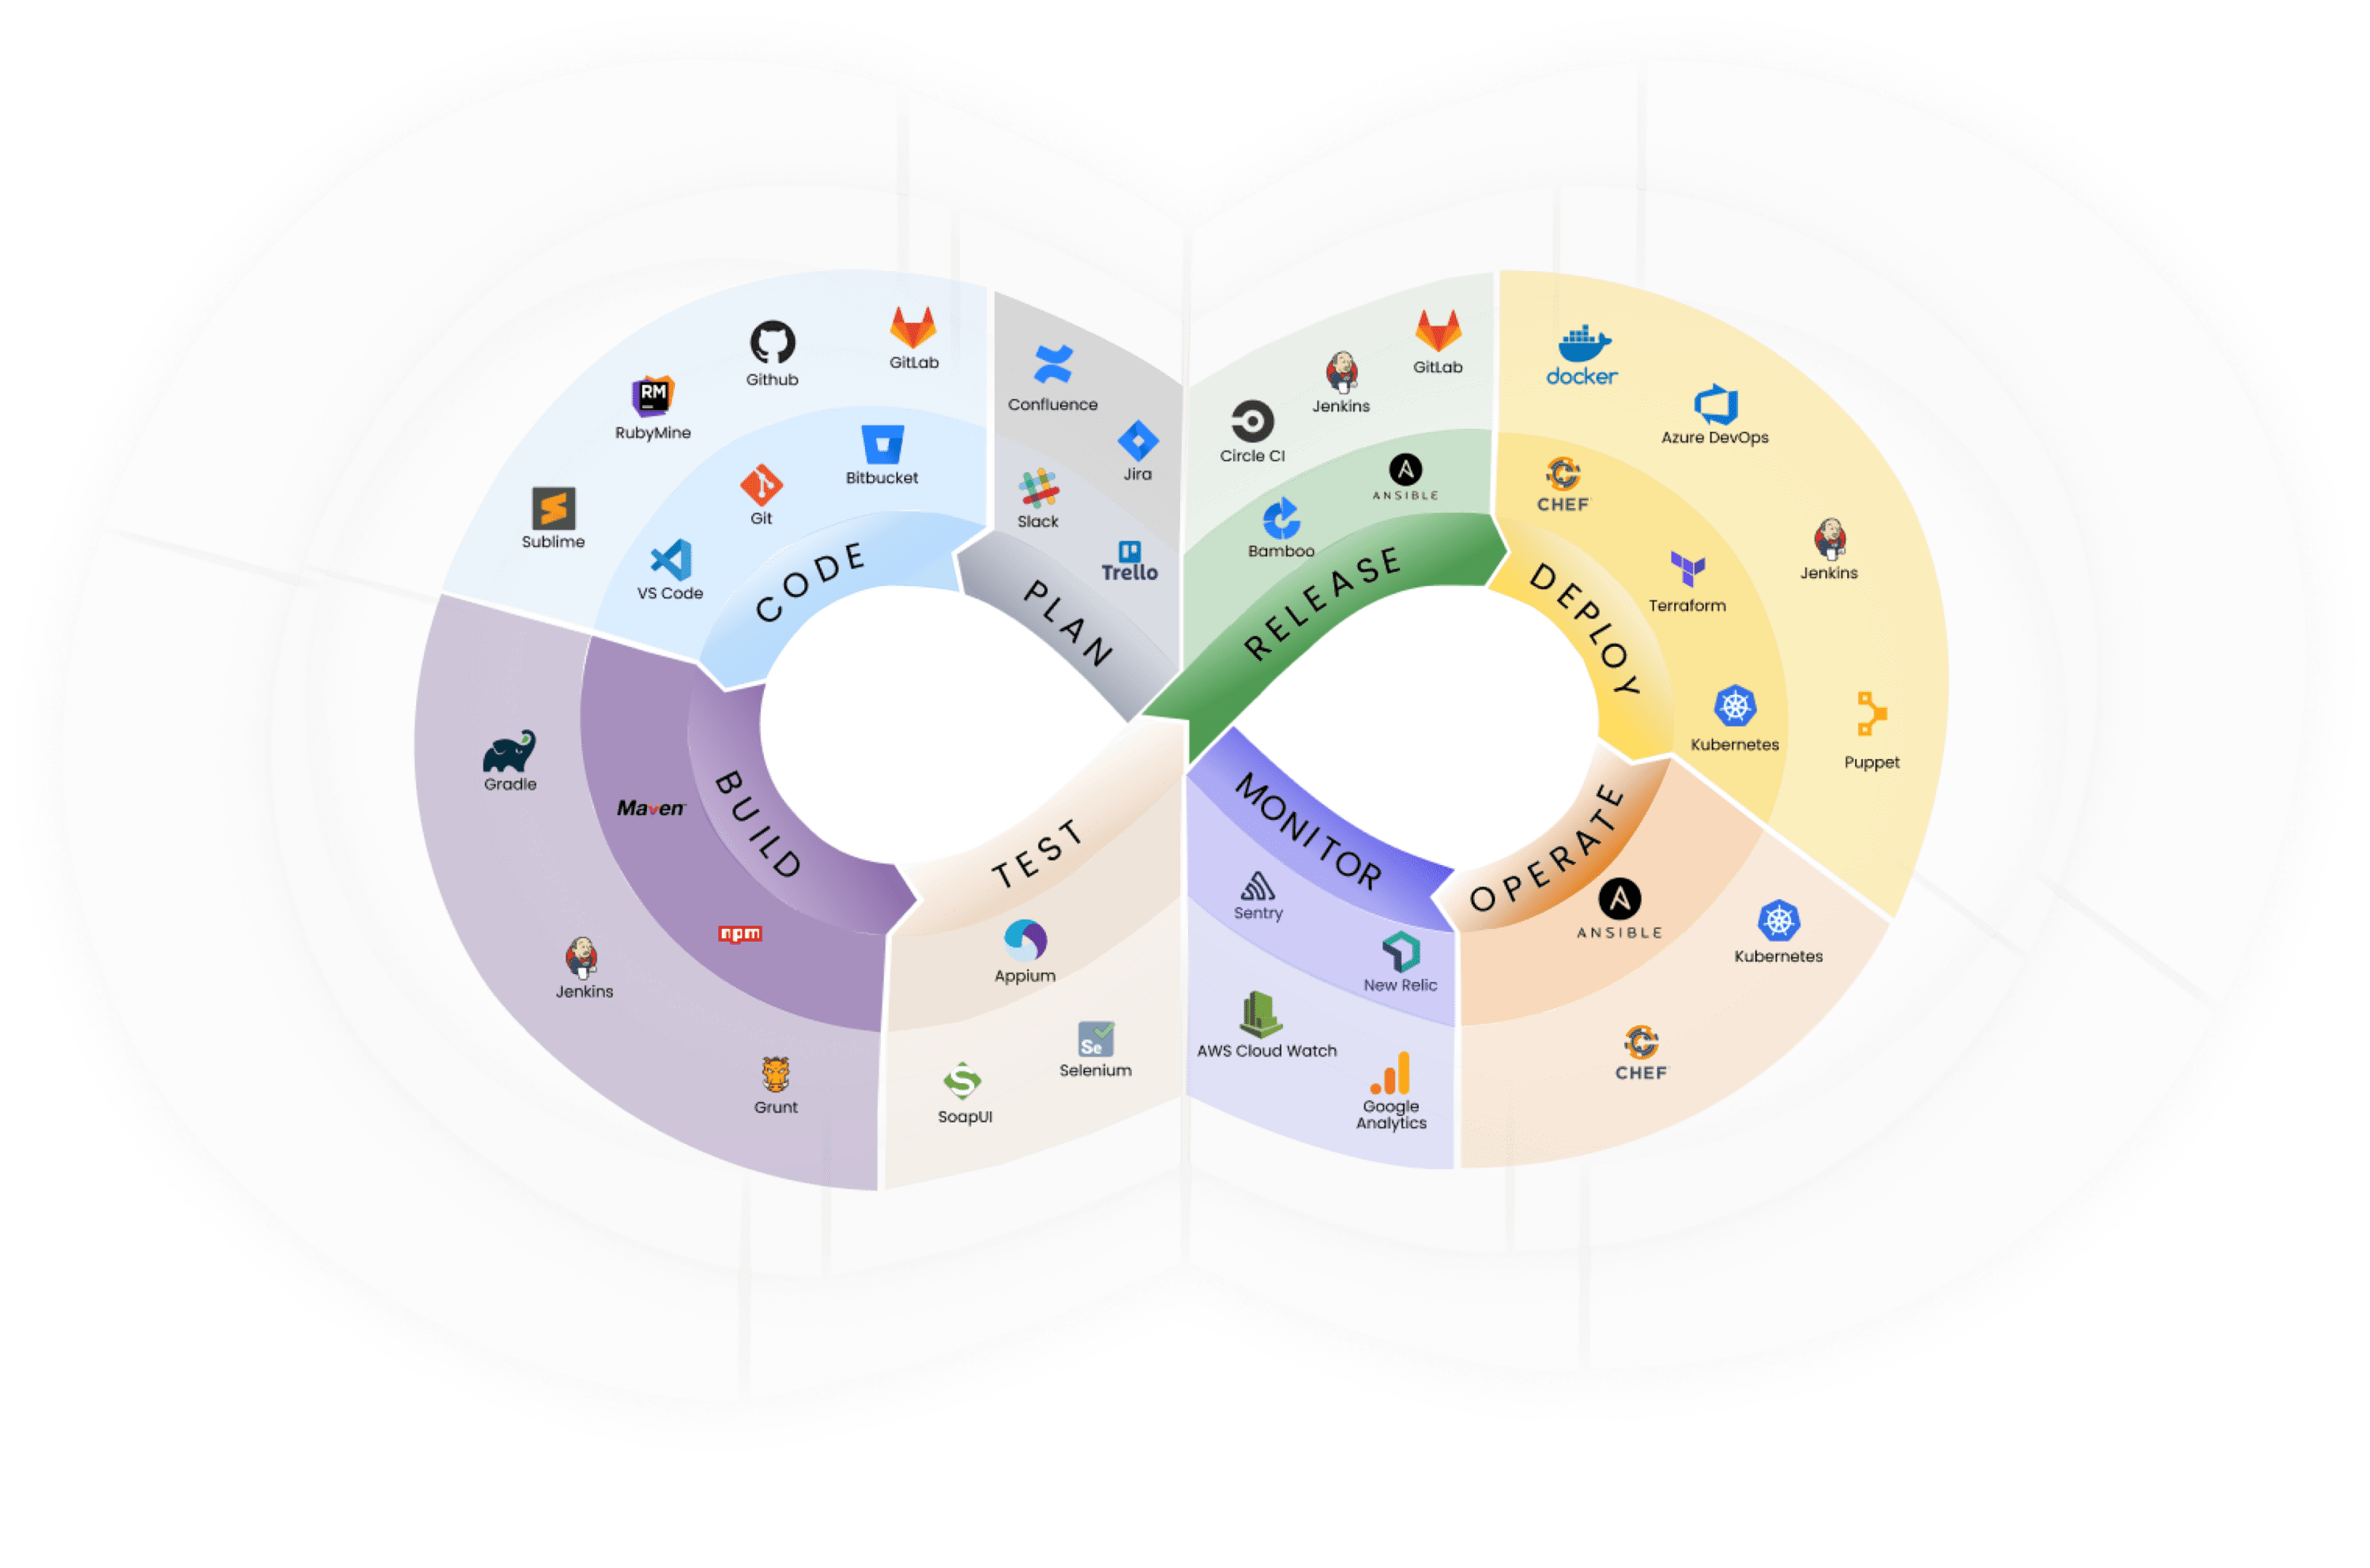 GitLab
Github
RubyMine
Sublime
Bitbucket
Git
VS Code
CODE
Confluence
Jira
Slack
Trello
PLAN
GitLab
Jenkins
Circle CI
ANSIBLE
Bamboo
RELEASE
docker
Azure DevOps
Jenkins
Puppet
CHEF
Terraform
Kubernetes
DEPLOY
Gradle
Jenkins
Grunt
Maven
npm
BUILD
TEST
Appium
Se
Selenium
SoapUI
MONITOR
Sentry
New Relic
AWS Cloud Watch
Google
Analytics
OPERATE
ANSIBLE
Kubernetes
CHEF
RM